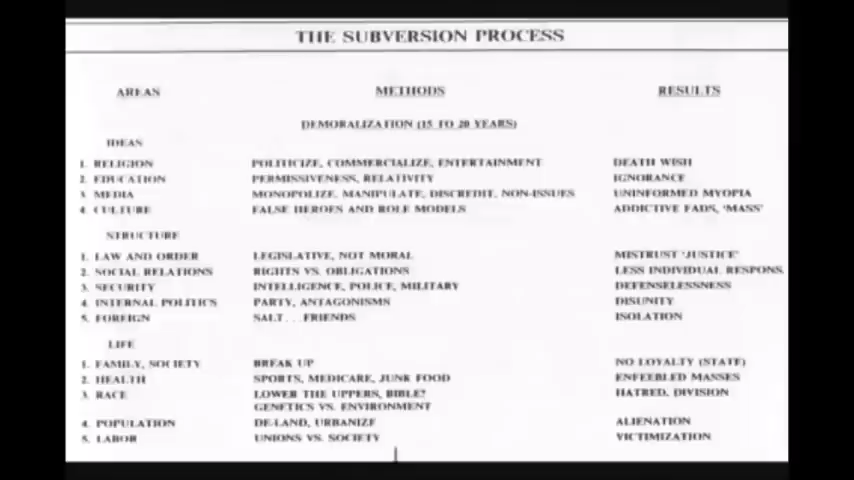 THE SUBVERSION PROCESS
AREAS METHODS RESULTS
DEMORALIZATION (15 TO 20 YEARS)
IDEAS
1. RELIGION POLITICIZE, COMMERCIALIZE, ENTERTAINMENT DEATH WISH
2. EDUCATION PERMISSIVENESS, RELATIVITY IGNORANCE
3. MEDIA MONOPOLIZE, MANIPULATE, DISCREDIT, NON-ISSUES UNINFORMED MYOPIA
4. CULTURE FALSE HEROES AND ROLE MODELS ADDICTIVE FADS, 'MASS'
STRUCTURE
1. LAW AND ORDER LEGISLATIVE, NOT MORAL MISTRUST 'JUSTICE'
2. SOCIAL RELATIONS RIGHTS VS. OBLIGATIONS LESS INDIVIDUAL RESPONS.
3. SECURITY INTELLIGENCE, POLICE, MILITARY DEFENSELESSNESS
4. INTERNAL POLITICS PARTY, ANTAGONISMS DISUNITY
5. FOREIGN SALT . . . FRIENDS ISOLATION
LIFE
1. FAMILY, SOCIETY BREAK UP NO LOYALTY (STATE)
2. HEALTH SPORTS, MEDICARE, JUNK FOOD ENFEEBLED MASSES
3. RACE LOWER THE UPPERS, BIBLE? HATRED, DIVISION
GENETICS VS. ENVIRONMENT
4. POPULATION DE-LAND, URBANIZE ALIENATION
5. LABOR UNIONS VS. SOCIETY VICTIMIZATION